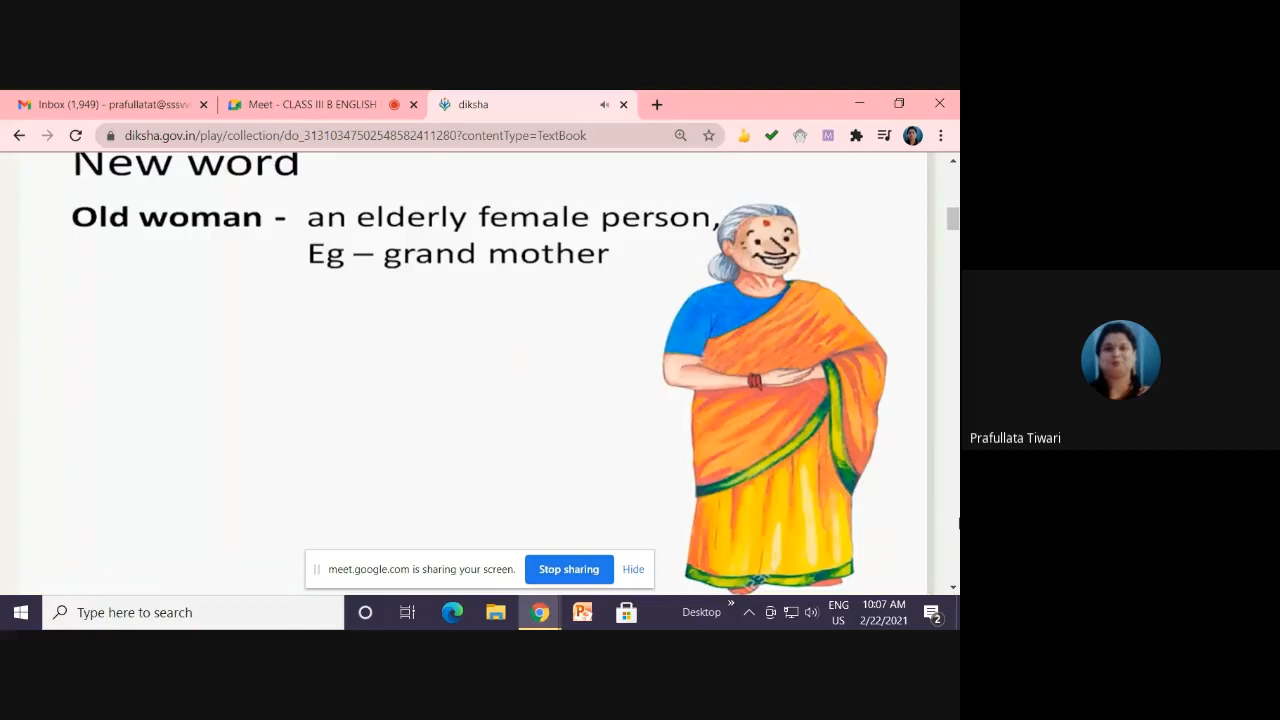 Inbox (1,949) - prafullatat@sssvv
Meet - CLASS III B ENGLISH
diksha
diksha.gov.in/play/collection/do_31310347502548582411280?contentType=TextBook
New word
Old woman - an elderly female person,
Eg – grand mother
Prafullata Tiwari
meet.google.com is sharing your screen.
Stop sharing
Hide
Type here to search
Desktop
ENG
US
10:07 AM
2/22/2021
2